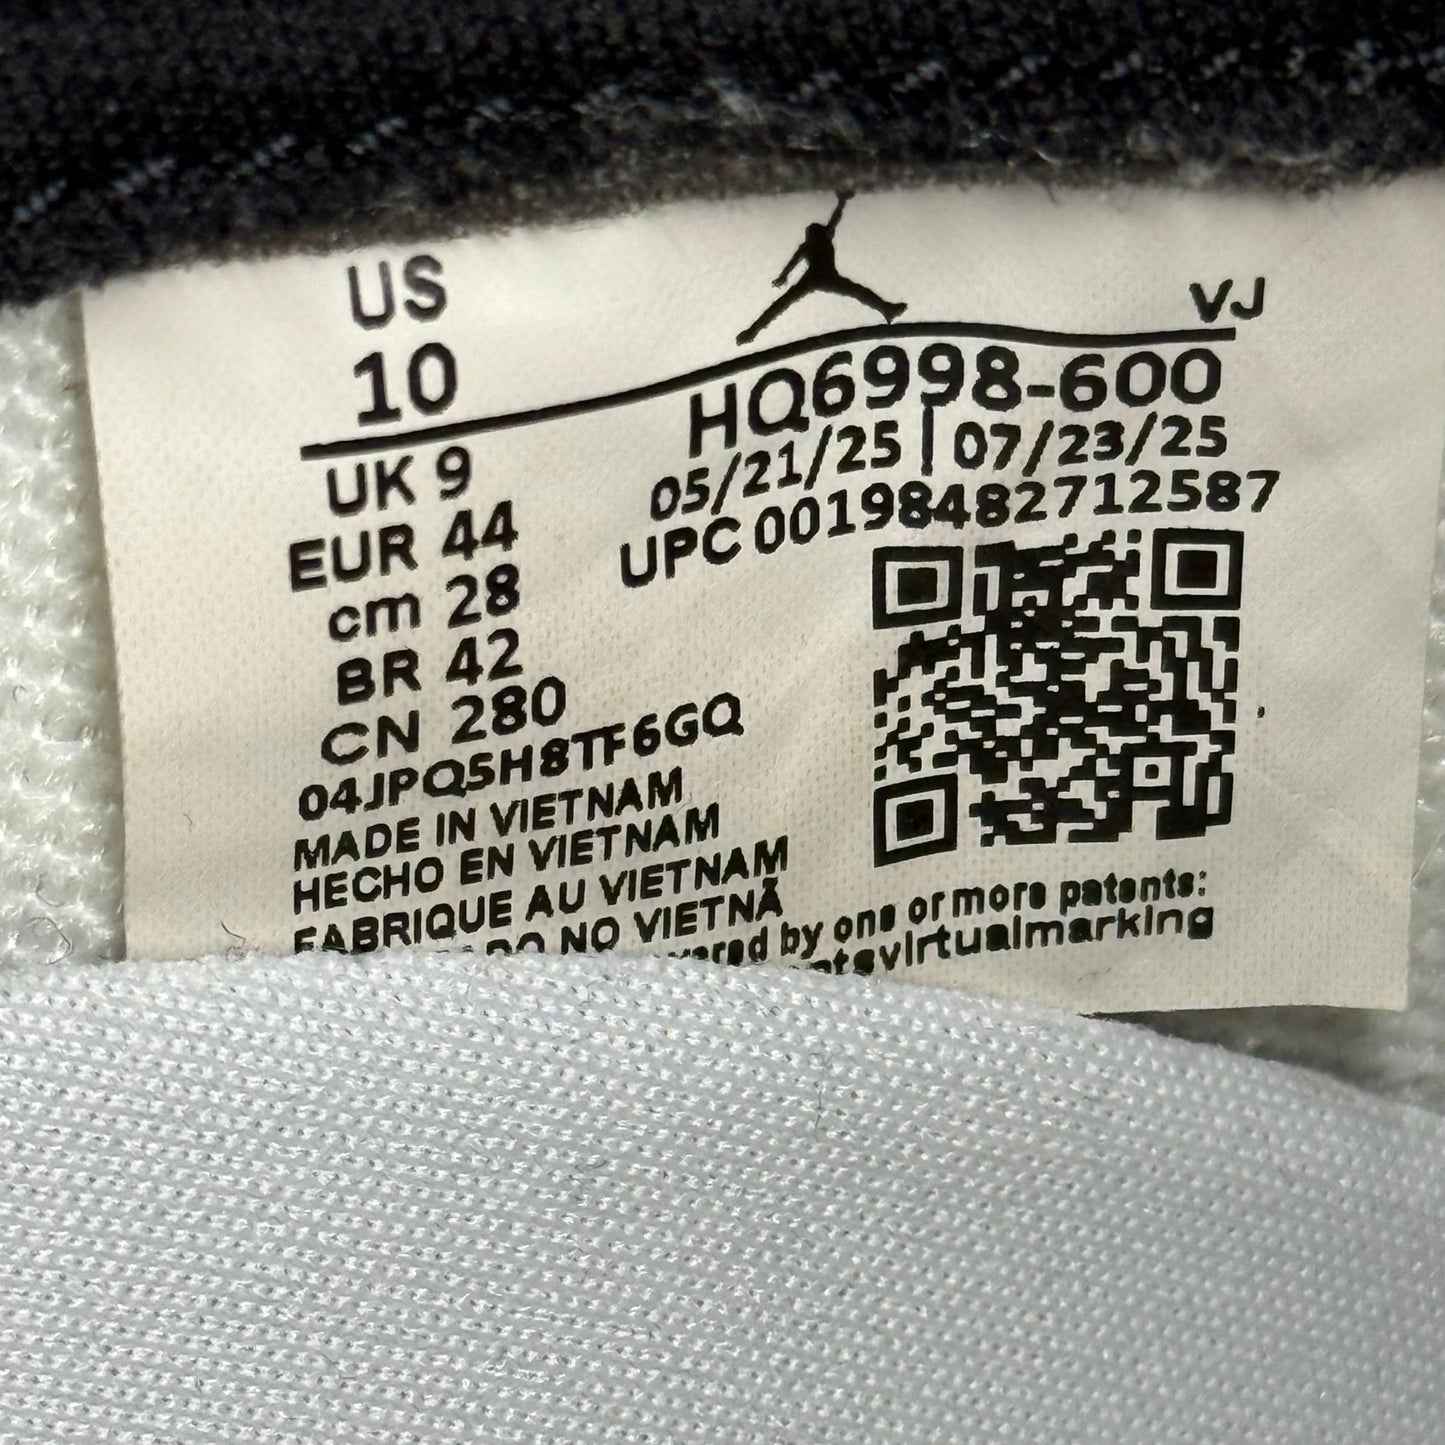 US
10
UK 9
EUR 44
cm 28
BR 42
CN 280
04JPQ5H8TF6GQ
MADE IN VIETNAM
HECHO EN VIETNAM
FABRIQUE AU VIETNAM
NO VIETNÃ
VJ
HQ6998-600
05/21/25 | 07/23/25
UPC 00198482712587
by one or more patents: